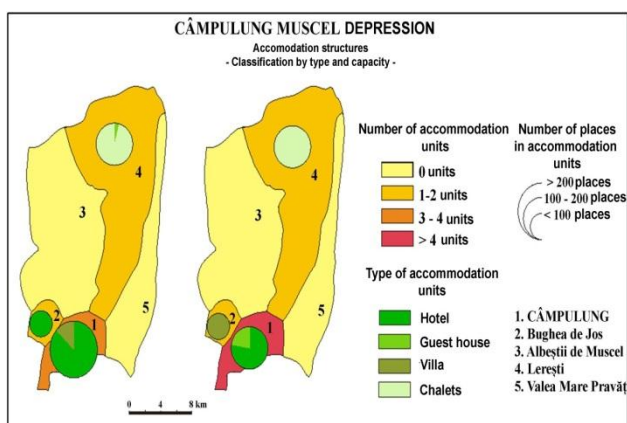 CÂMPULUNG MUSCEL DEPRESSION
Accomodation structures
- Classification by type and capacity -
Number of accommodation
units
0 units
1-2 units
3 - 4 units
> 4 units
Number of places
in accommodation
units
> 200 places
100 - 200 places
< 100 places
Type of accommodation
units
Hotel
Guest house
Villa
Chalets
1. CÂMPULUNG
2. Bughea de Jos
3. Albeştii de Muscel
4. Lereşti
5. Valea Mare Pravăţ
4
3
5
2
1
4
3
5
2
1
0 4 8 km